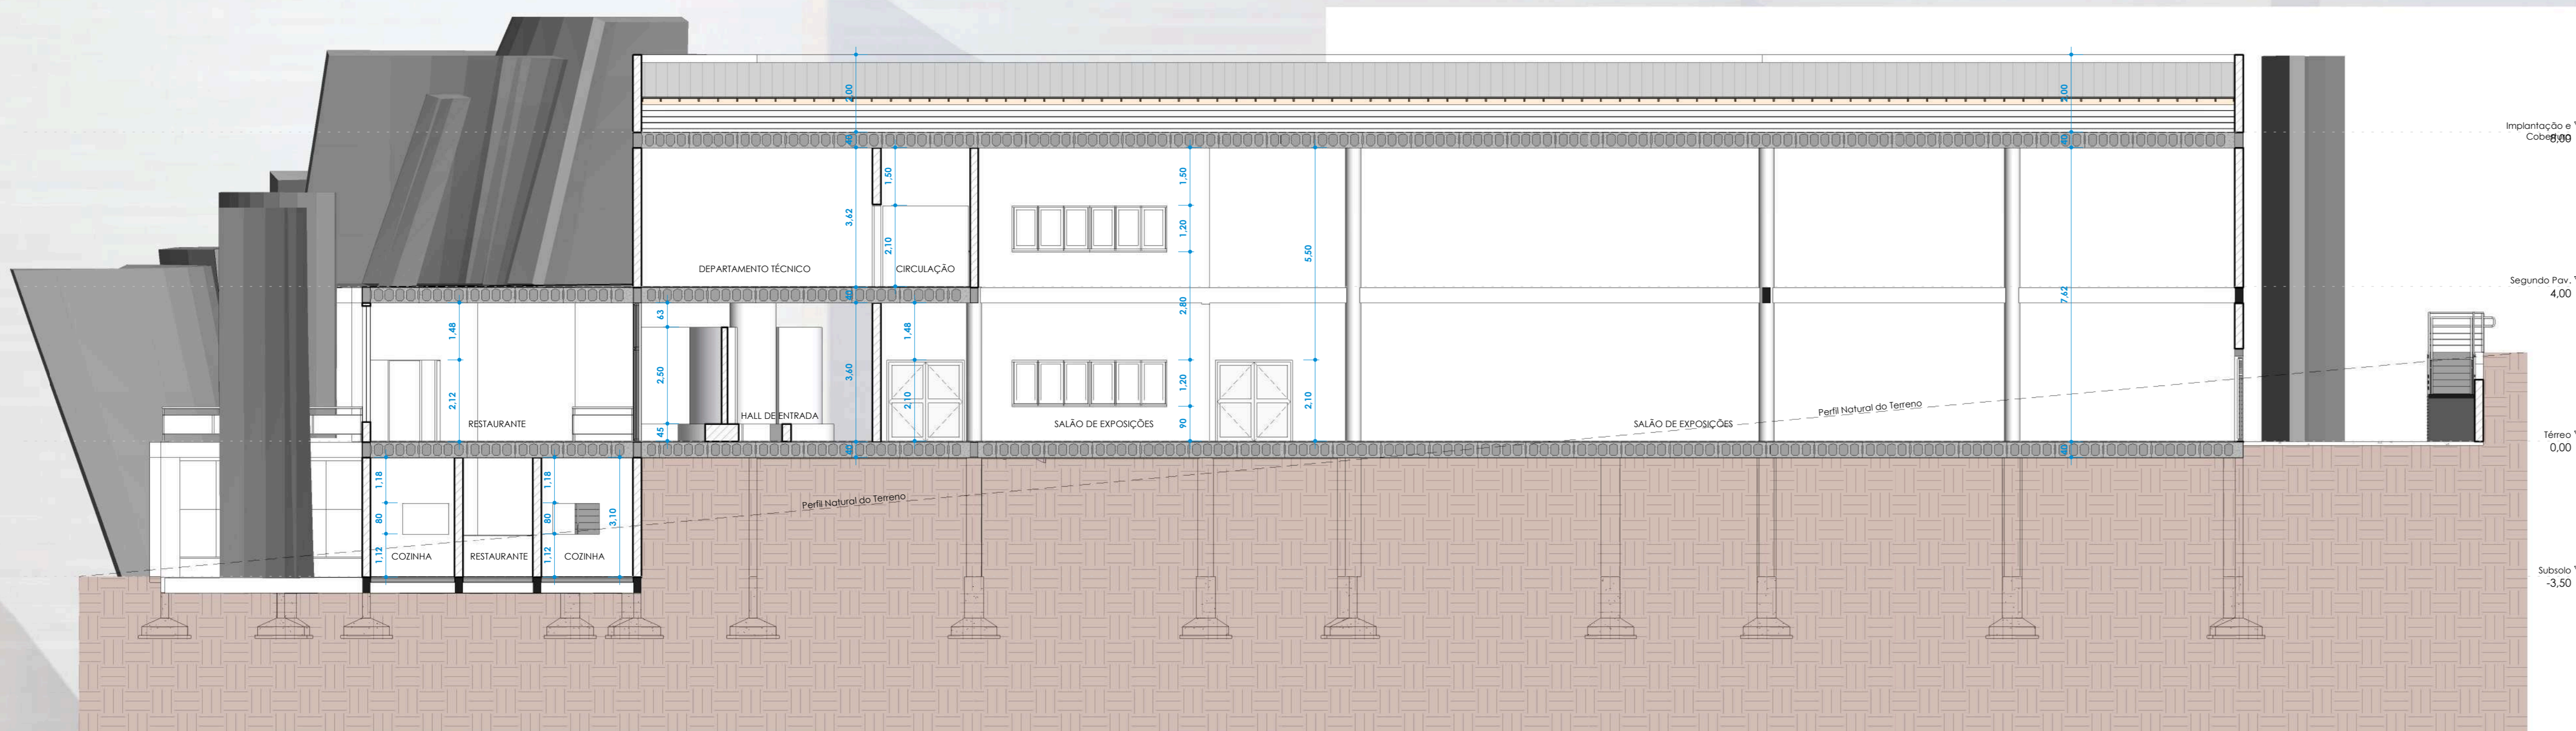 2,00
2,00
Implantação e
Cobertura
8,00
40
40
1,50
1,50
3,62
1,20
2,10
5,50
DEPARTAMENTO TÉCNICO
CIRCULAÇÃO
Segundo Pav.
4,00
40
2,80
7,62
63
1,48
1,48
2,50
3,60
2,12
2,10
1,20
2,10
Perfil Natural do Terreno
HALL DE ENTRADA
RESTAURANTE
SALÃO DE EXPOSIÇÕES
SALÃO DE EXPOSIÇÕES
45
90
Térreo
0,00
40
40
1,18
1,18
Perfil Natural do Terreno
80
80
3,10
1,12
1,12
COZINHA
RESTAURANTE
COZINHA
Subsolo
-3,50